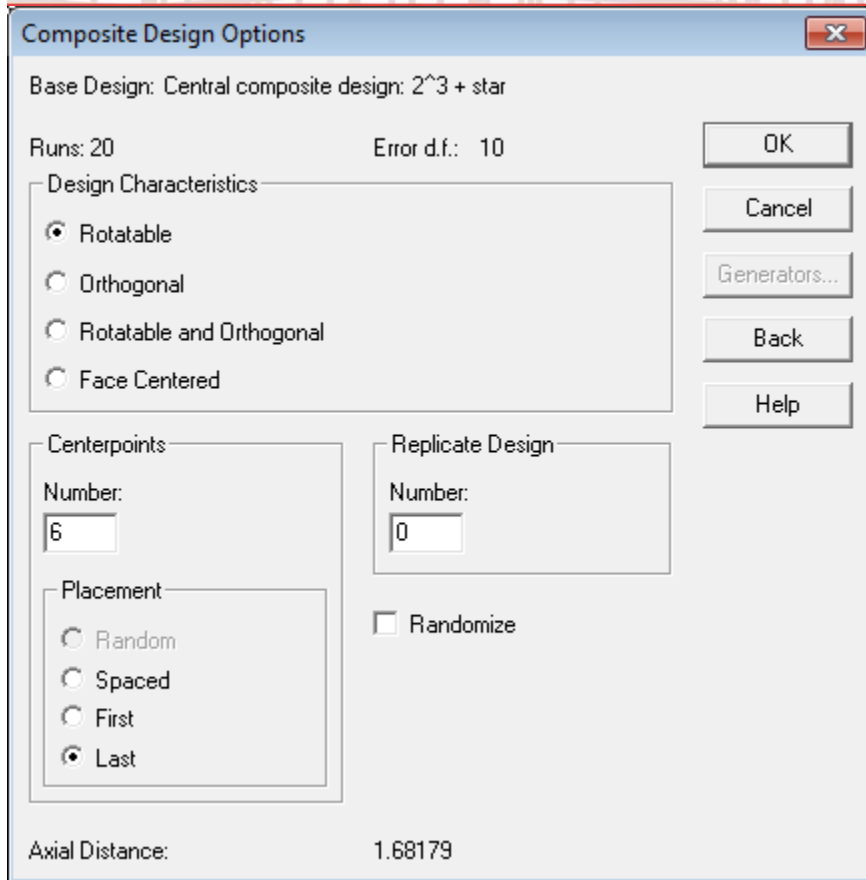 Composite Design Options
Base Design: Central composite design: 2^3 + star
Runs: 20 Error d.f.: 10
OK
Design Characteristics
Cancel
Rotatable
Orthogonal
Generators...
Rotatable and Orthogonal
Back
Face Centered
Help
Centerpoints
Replicate Design
Number:
Number:
6
0
Placement
Random
Randomize
Spaced
First
Last
Axial Distance: 1.68179